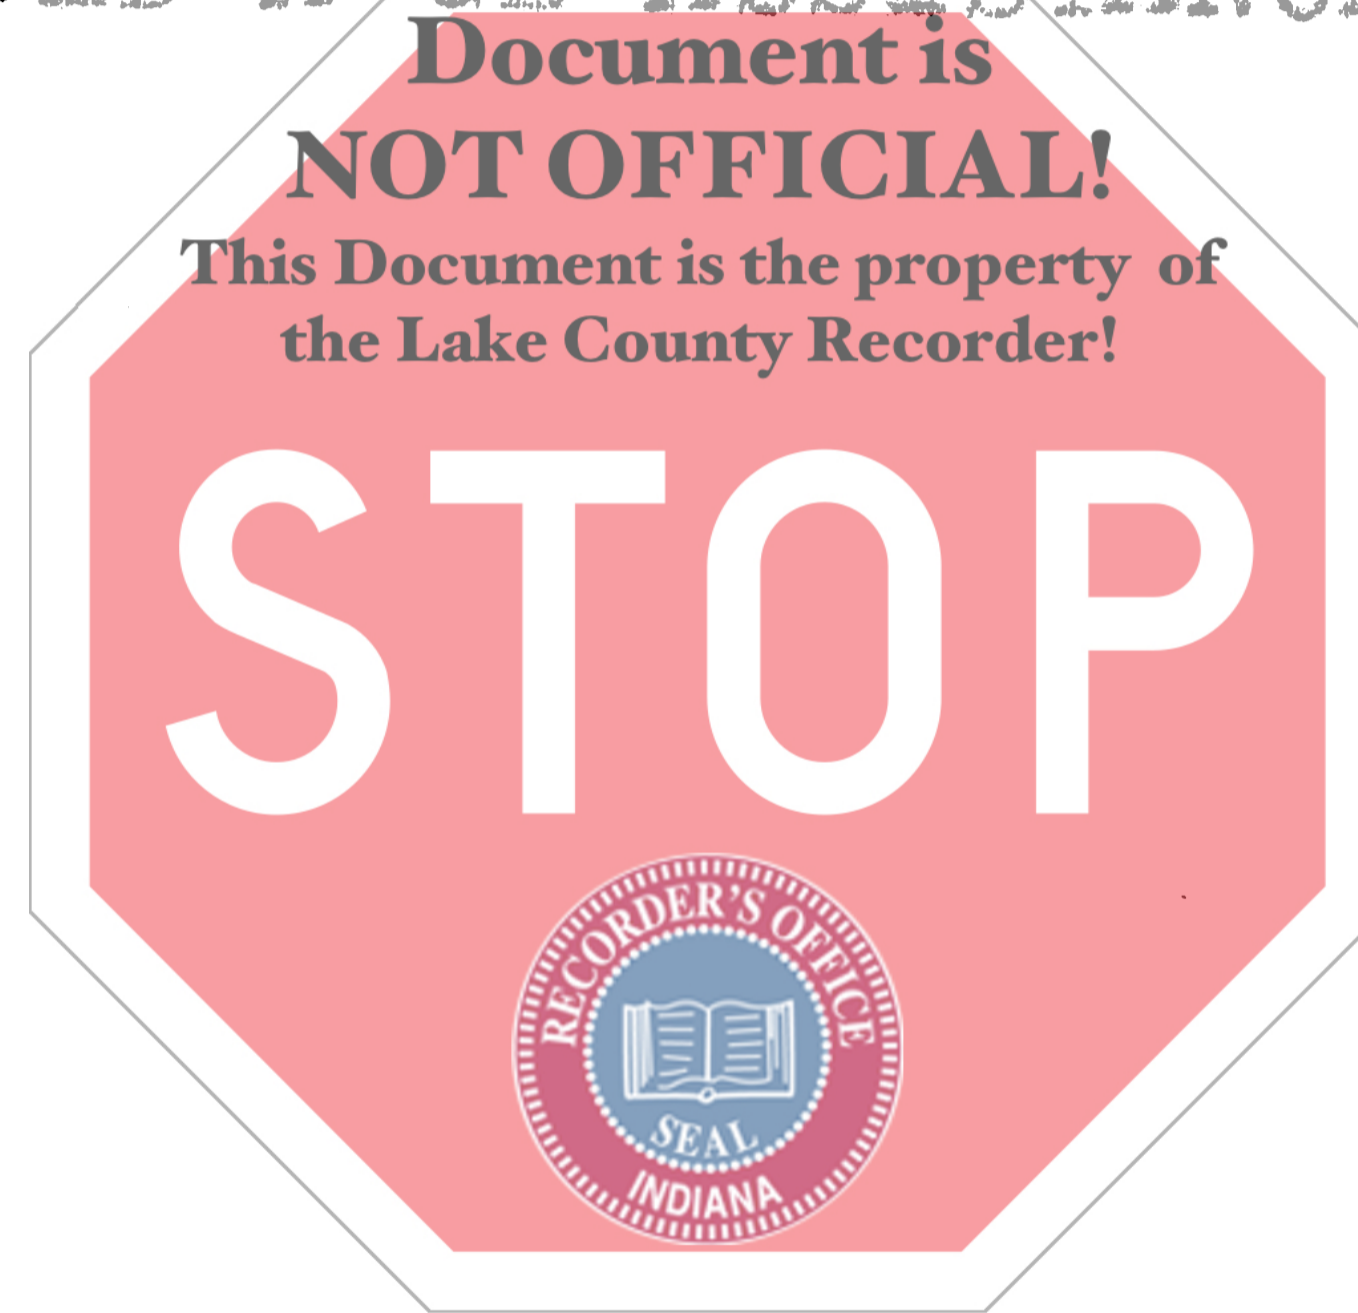 Document is
NOT OFFICIAL!
This Document is the property of
the Lake County Recorder!
STOP
RECORDER'S OFFICE
SEAL
INDIANA